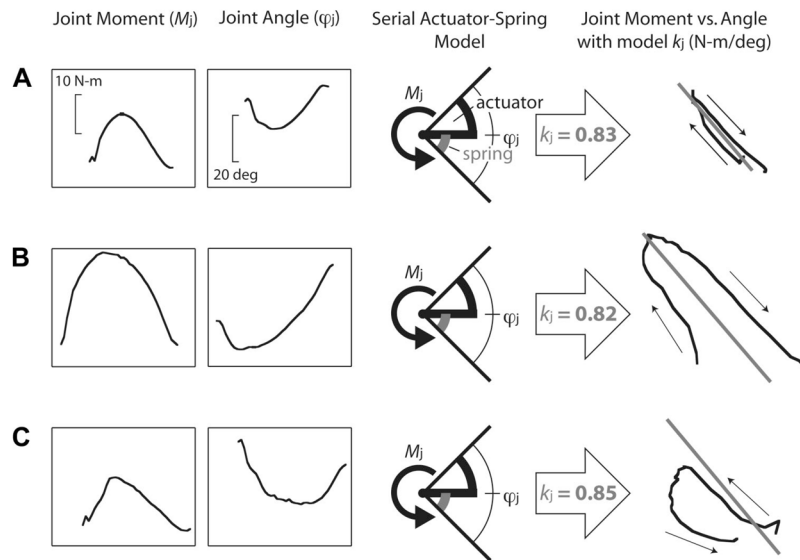 Joint Moment (Mj)
Joint Angle (φj)
Serial Actuator-Spring
Model
Joint Moment vs. Angle
with model kj (N-m/deg)
A
10 N-m
20 deg
Mj
actuator
φj
spring
kj = 0.83
B
Mj
φj
kj = 0.82
C
Mj
φj
kj = 0.85